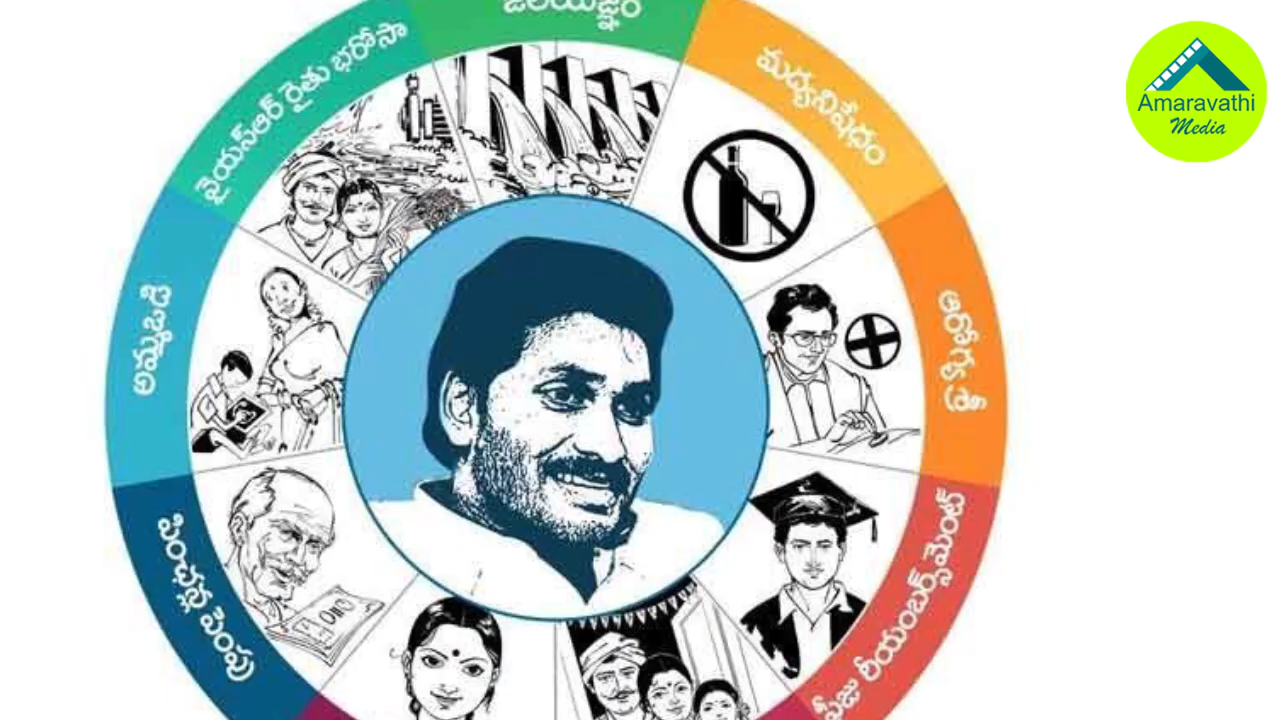 జలయజ్ఞం
మద్యనిషేధం
ఆరోగ్యశ్రీ
ఫీజు రీయంబర్స్‌మెంట్
పింఛన్ల పెంపు
అమ్మఒడి
వైయస్ఆర్ రైతు భరోసా
Amaravathi
Media